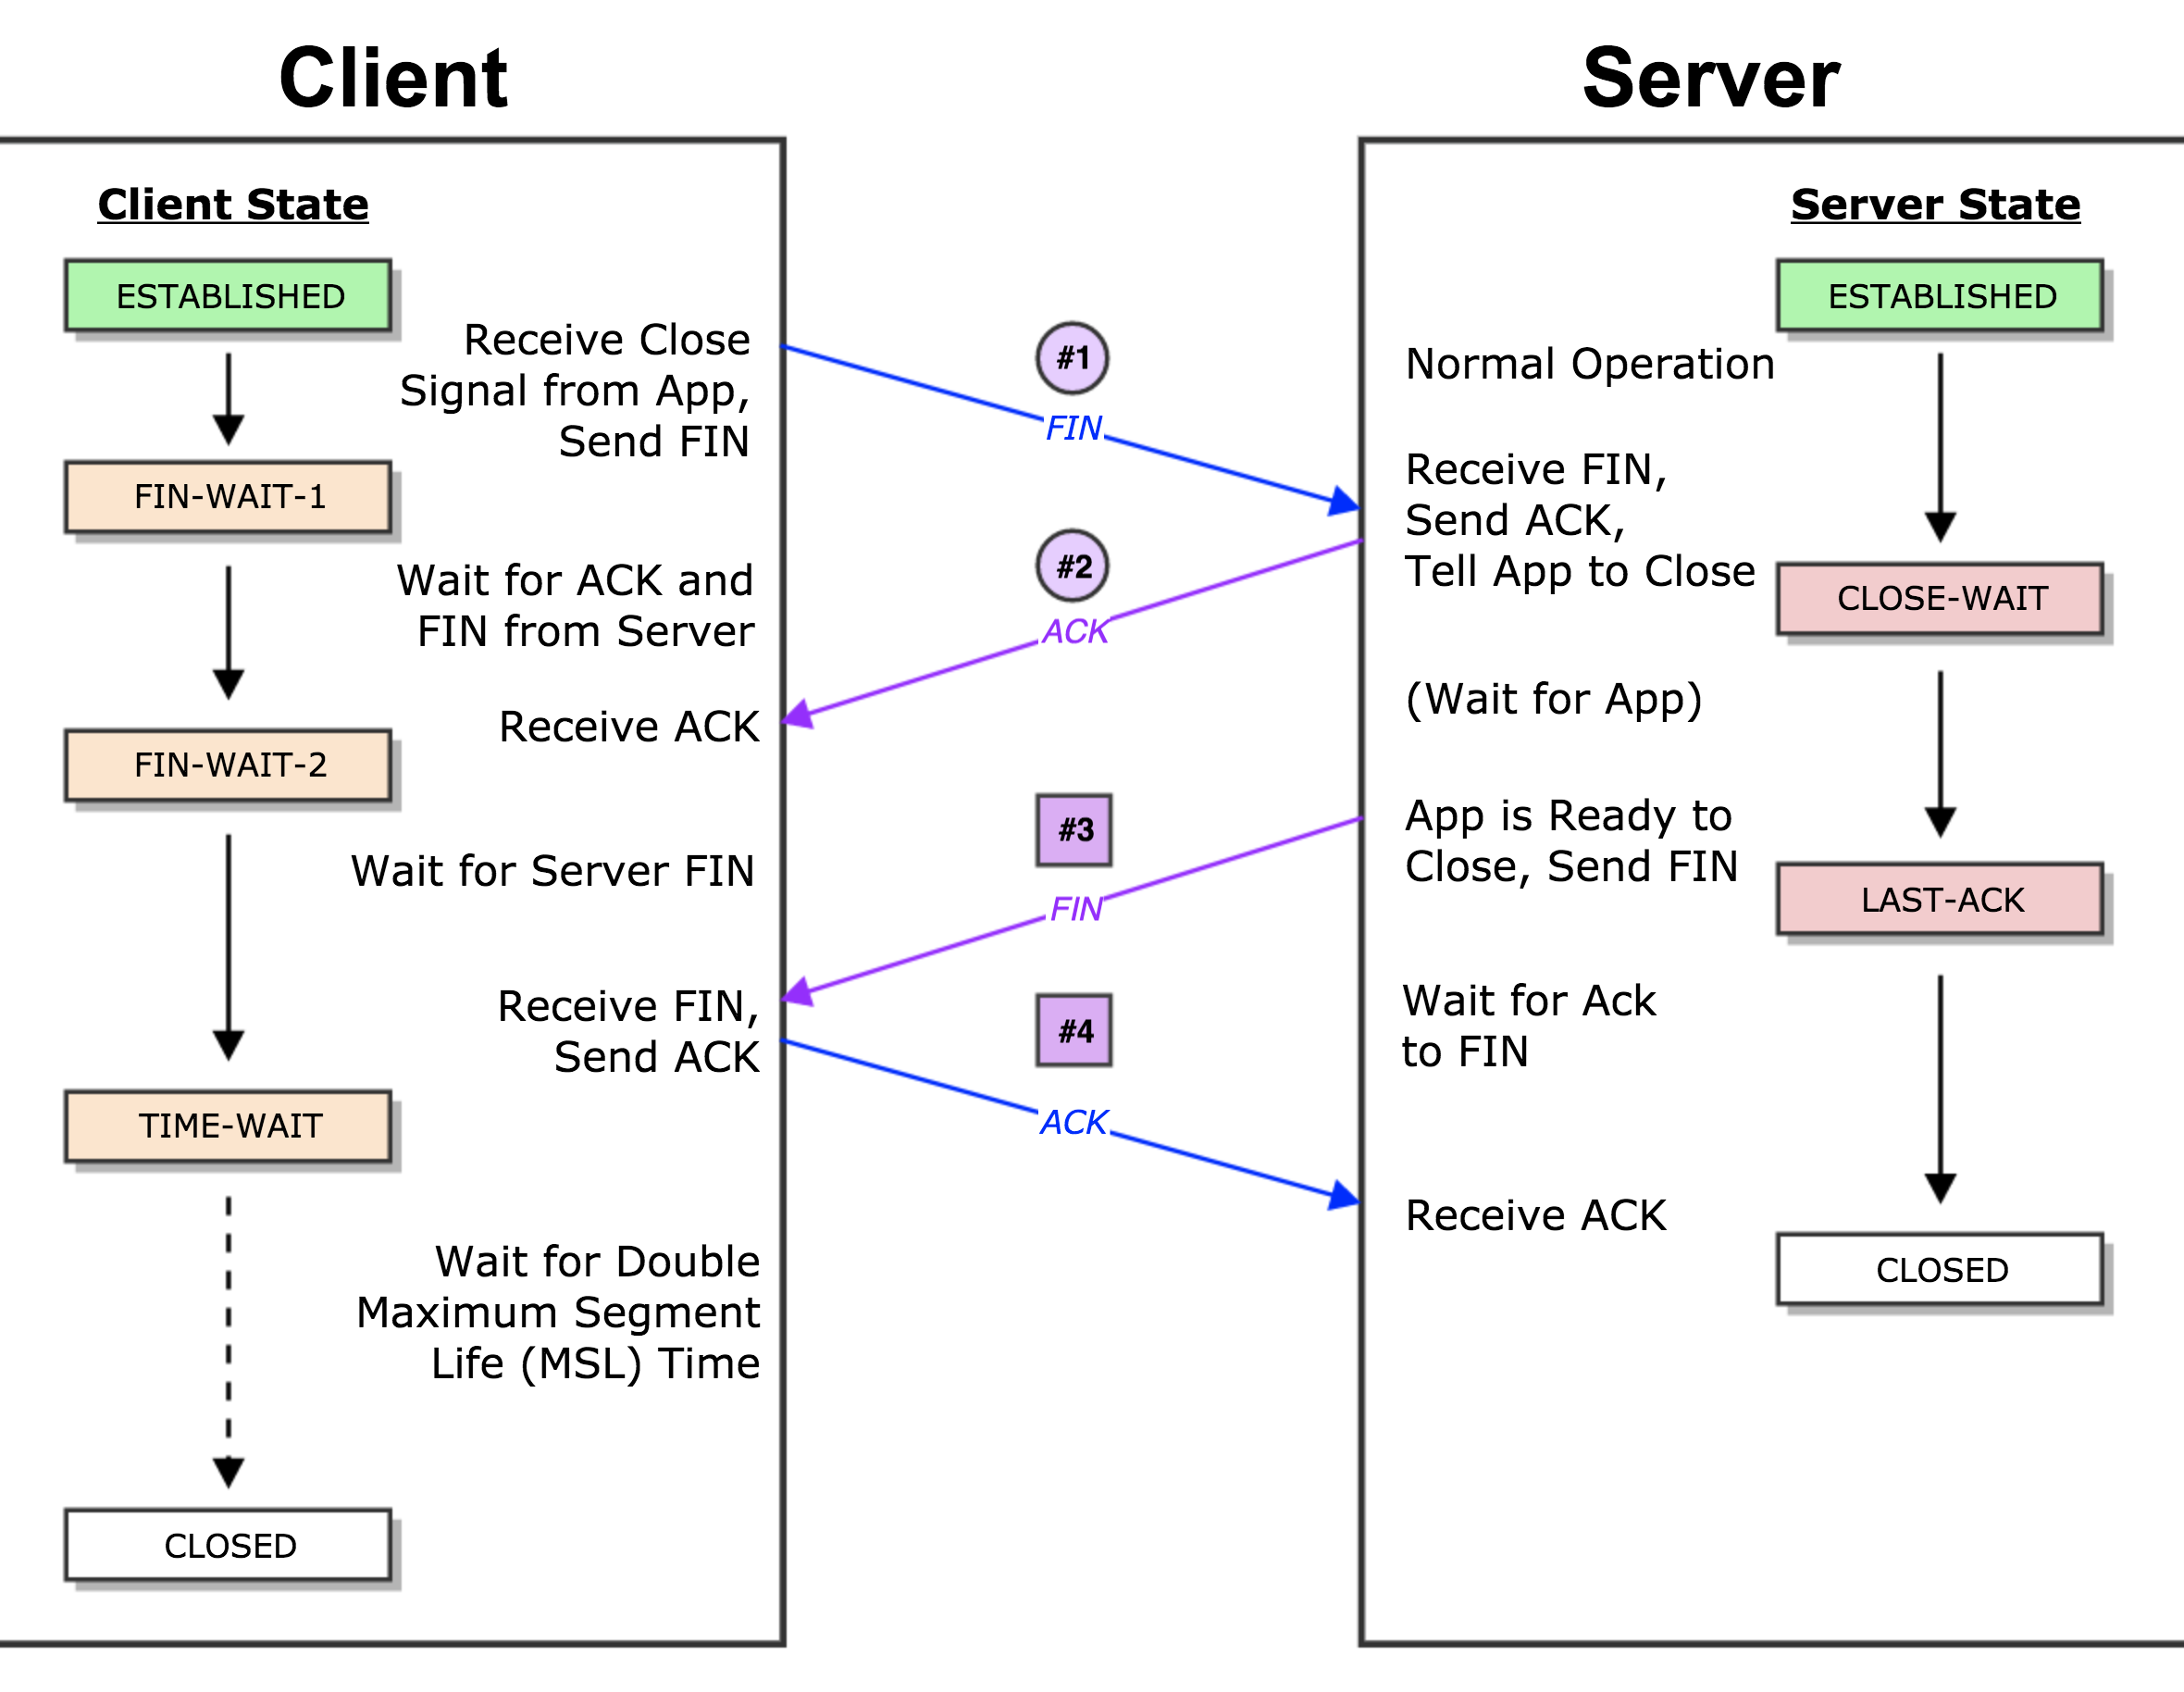 Client
Server
Client State
ESTABLISHED
Receive Close
Signal from App,
Send FIN
FIN-WAIT-1
Wait for ACK and
FIN from Server
Receive ACK
FIN-WAIT-2
Wait for Server FIN
Receive FIN,
Send ACK
TIME-WAIT
Wait for Double
Maximum Segment
Life (MSL) Time
CLOSED
#1
FIN
#2
ACK
#3
FIN
#4
ACK
Server State
ESTABLISHED
Normal Operation
Receive FIN,
Send ACK,
Tell App to Close
CLOSE-WAIT
(Wait for App)
App is Ready to
Close, Send FIN
LAST-ACK
Wait for Ack
to FIN
Receive ACK
CLOSED